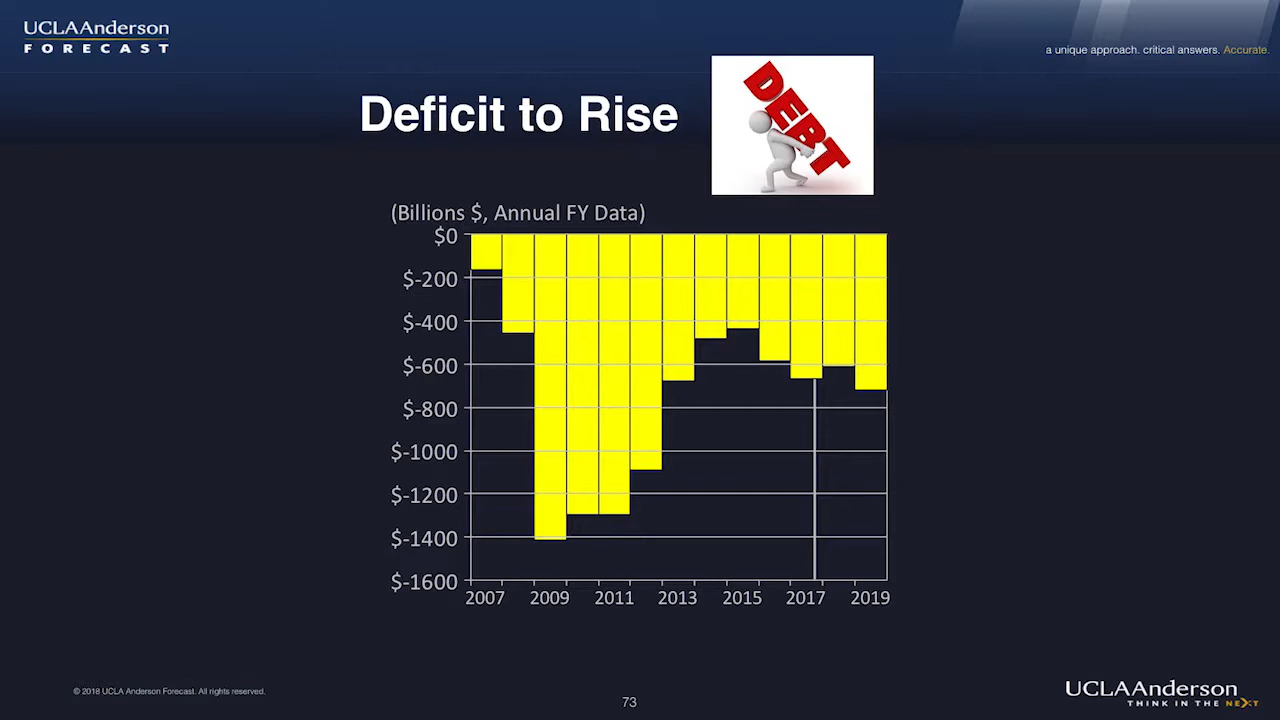 UCLAAnderson
FORECAST
a unique approach. critical answers. Accurate.
Deficit to Rise
DEBT
(Billions $, Annual FY Data)
$0
$-200
$-400
$-600
$-800
$-1000
$-1200
$-1400
$-1600
2007 2009 2011 2013 2015 2017 2019
© 2018 UCLA Anderson Forecast. All rights reserved.
73
UCLAAnderson
THINK IN THE NEXT